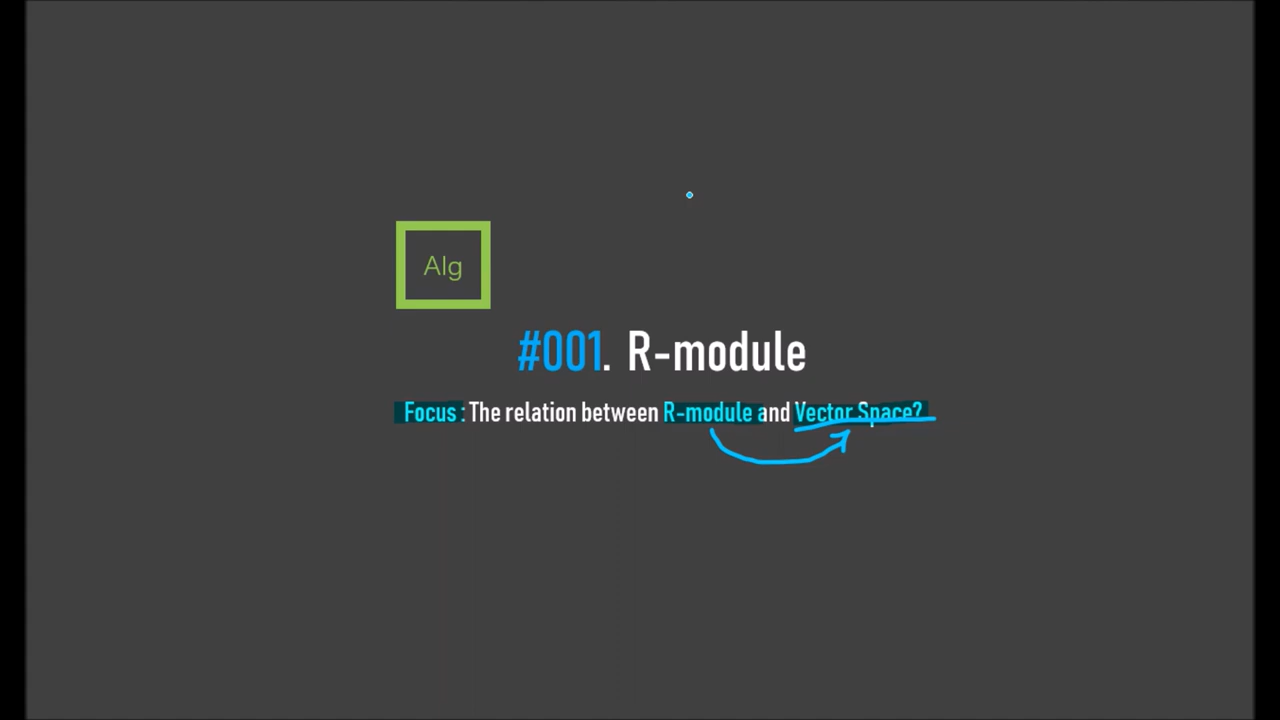 Alg
#001. R-module
Focus : The relation between R-module and Vector Space?